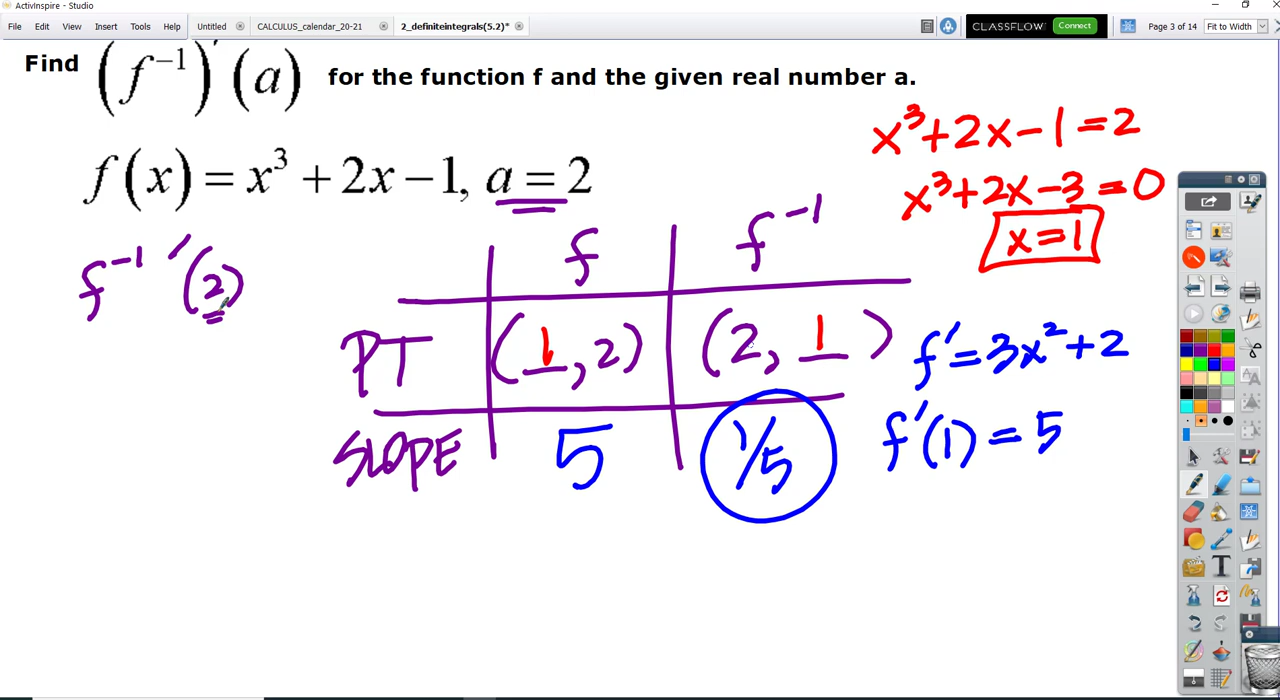 ActivInspire - Studio
File Edit View Insert Tools Help Untitled CALCULUS_calendar_20-21 2_definiteintegrals(5.2)* CLASSFLOW Connect Page 3 of 14 Fit to Width
Find (f⁻¹)′(a) for the function f and the given real number a.
f(x) = x³ + 2x − 1, a = 2
x³+2x−1=2
x³+2x−3=0
x=1
f⁻¹′(2)
f f⁻¹
PT (1, 2) (2, 1)
SLOPE 5 1/5
f′=3x²+2
f′(1)=5